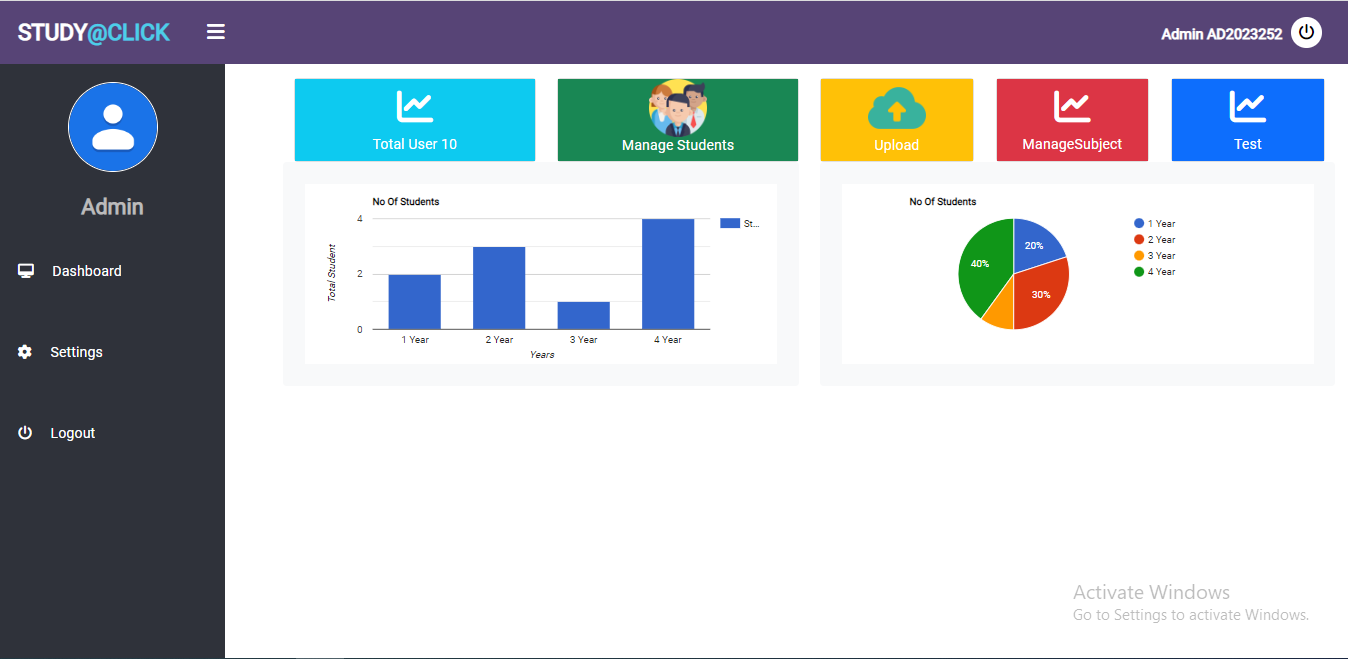 STUDY@CLICK
Admin AD2023252
Admin
Dashboard
Settings
Logout
Total User 10
Manage Students
Upload
ManageSubject
Test
No Of Students
4
2
0
Total Student
1 Year
2 Year
3 Year
4 Year
Years
St...
No Of Students
20%
30%
40%
1 Year
2 Year
3 Year
4 Year
Activate Windows
Go to Settings to activate Windows.